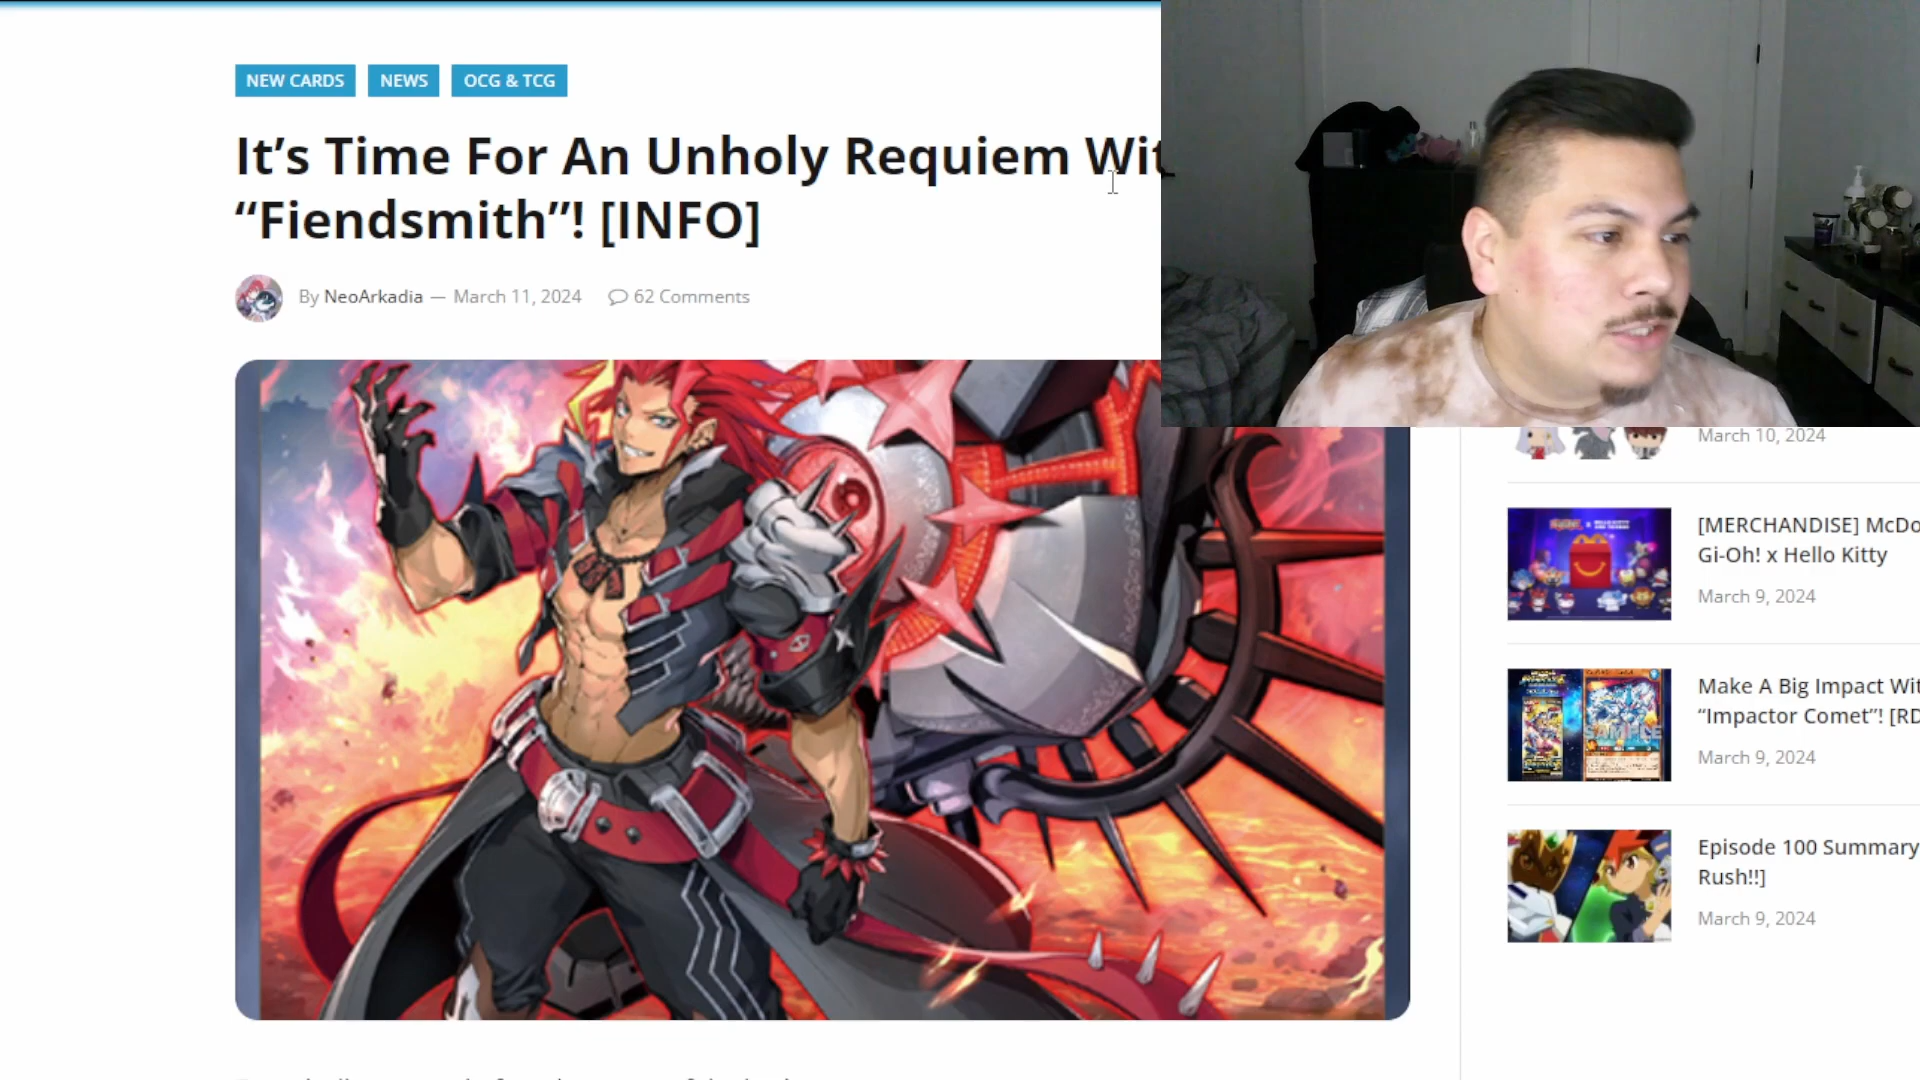 NEW CARDS NEWS OCG & TCG
It's Time For An Unholy Requiem Wit
“Fiendsmith”! [INFO]
By NeoArkadia — March 11, 2024 62 Comments
March 10, 2024
[MERCHANDISE] McDo
Gi-Oh! x Hello Kitty
March 9, 2024
Make A Big Impact Wit
“Impactor Comet”! [RD
SAMPLE
March 9, 2024
Episode 100 Summary
Rush!!]
March 9, 2024